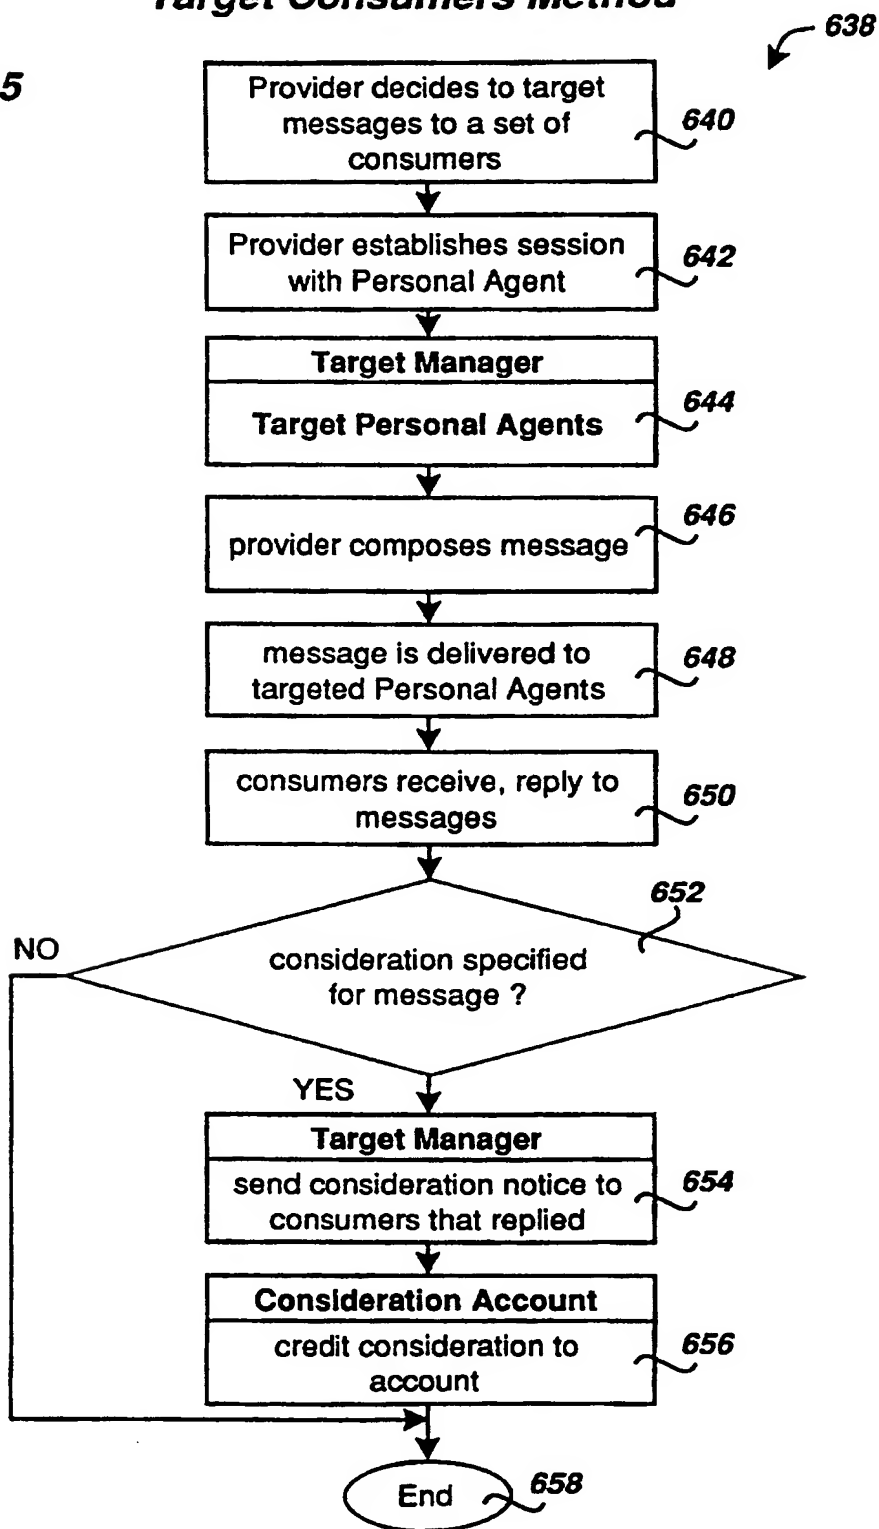 Target Consumers Method
638
5
Provider decides to target
messages to a set of
consumers
640
Provider establishes session
with Personal Agent
642
Target Manager
Target Personal Agents
644
provider composes message
646
message is delivered to
targeted Personal Agents
648
consumers receive, reply to
messages
650
652
NO
consideration specified
for message ?
YES
Target Manager
send consideration notice to
consumers that replied
654
Consideration Account
credit consideration to
account
656
End
658